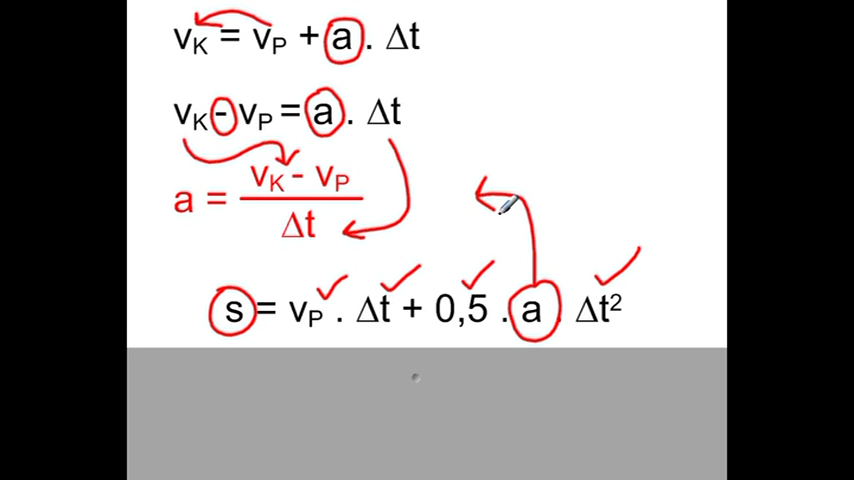 vK = vP + a . Δt
vK - vP = a . Δt
a = vK - vP / Δt
s = vP . Δt + 0,5 . a Δt²